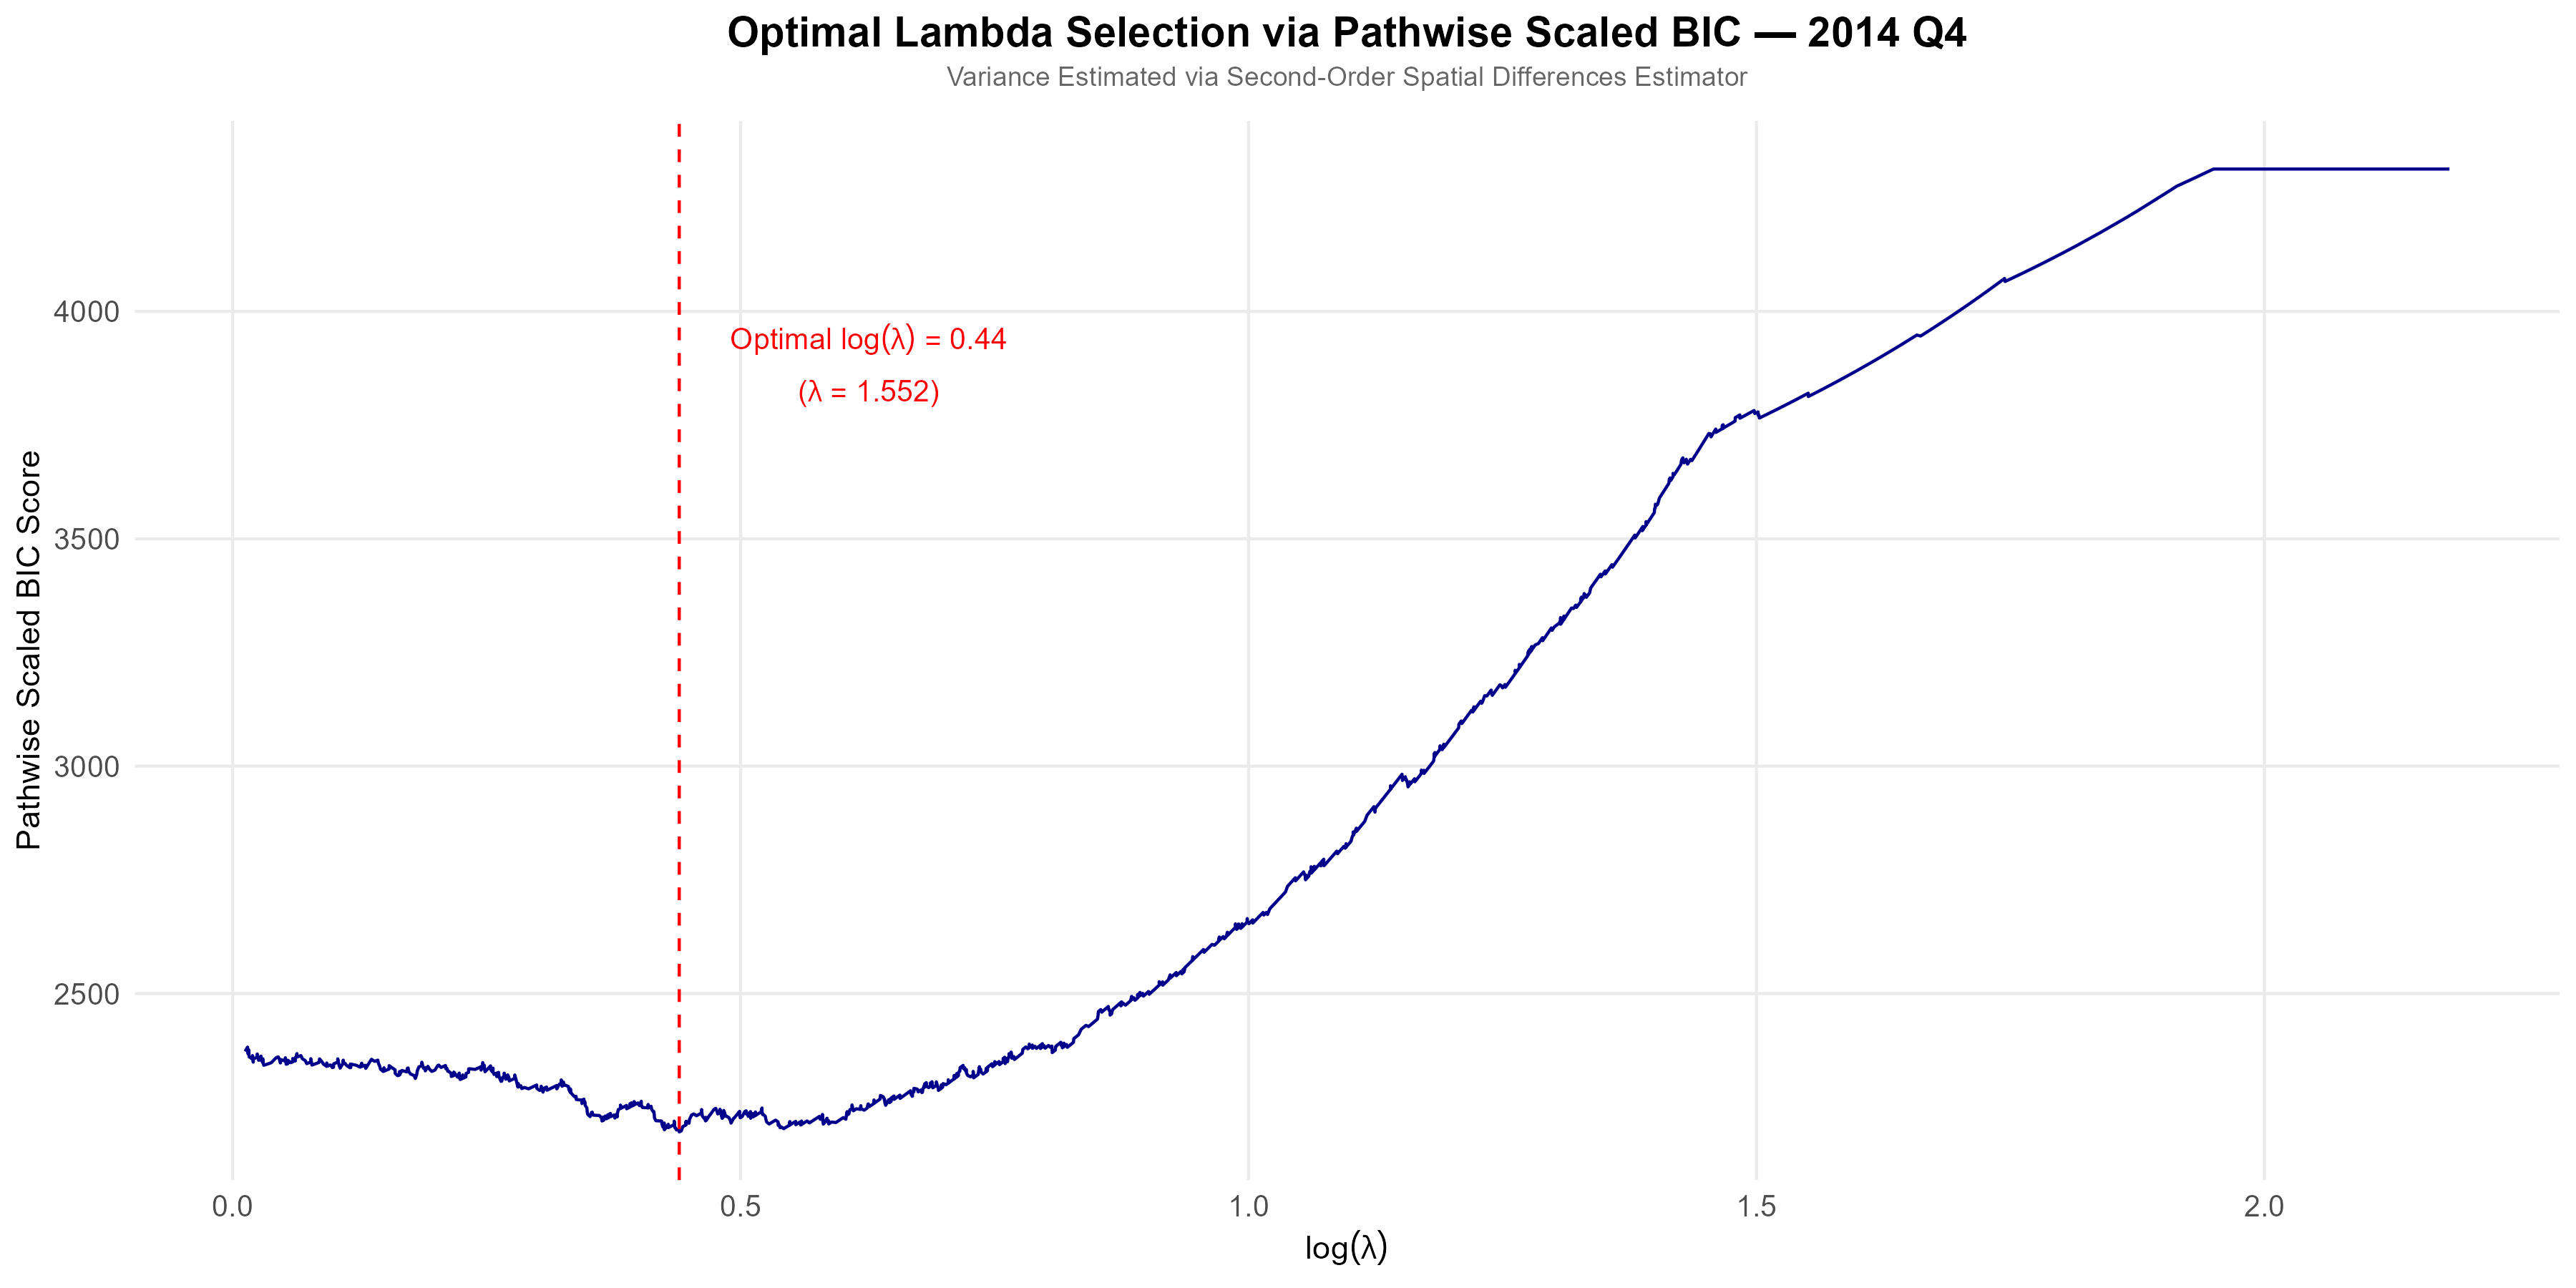 Optimal Lambda Selection via Pathwise Scaled BIC — 2014 Q4
Variance Estimated via Second-Order Spatial Differences Estimator
Optimal log(λ) = 0.44
(λ = 1.552)
Pathwise Scaled BIC Score
4000
3500
3000
2500
0.0 0.5 1.0 1.5 2.0
log(λ)